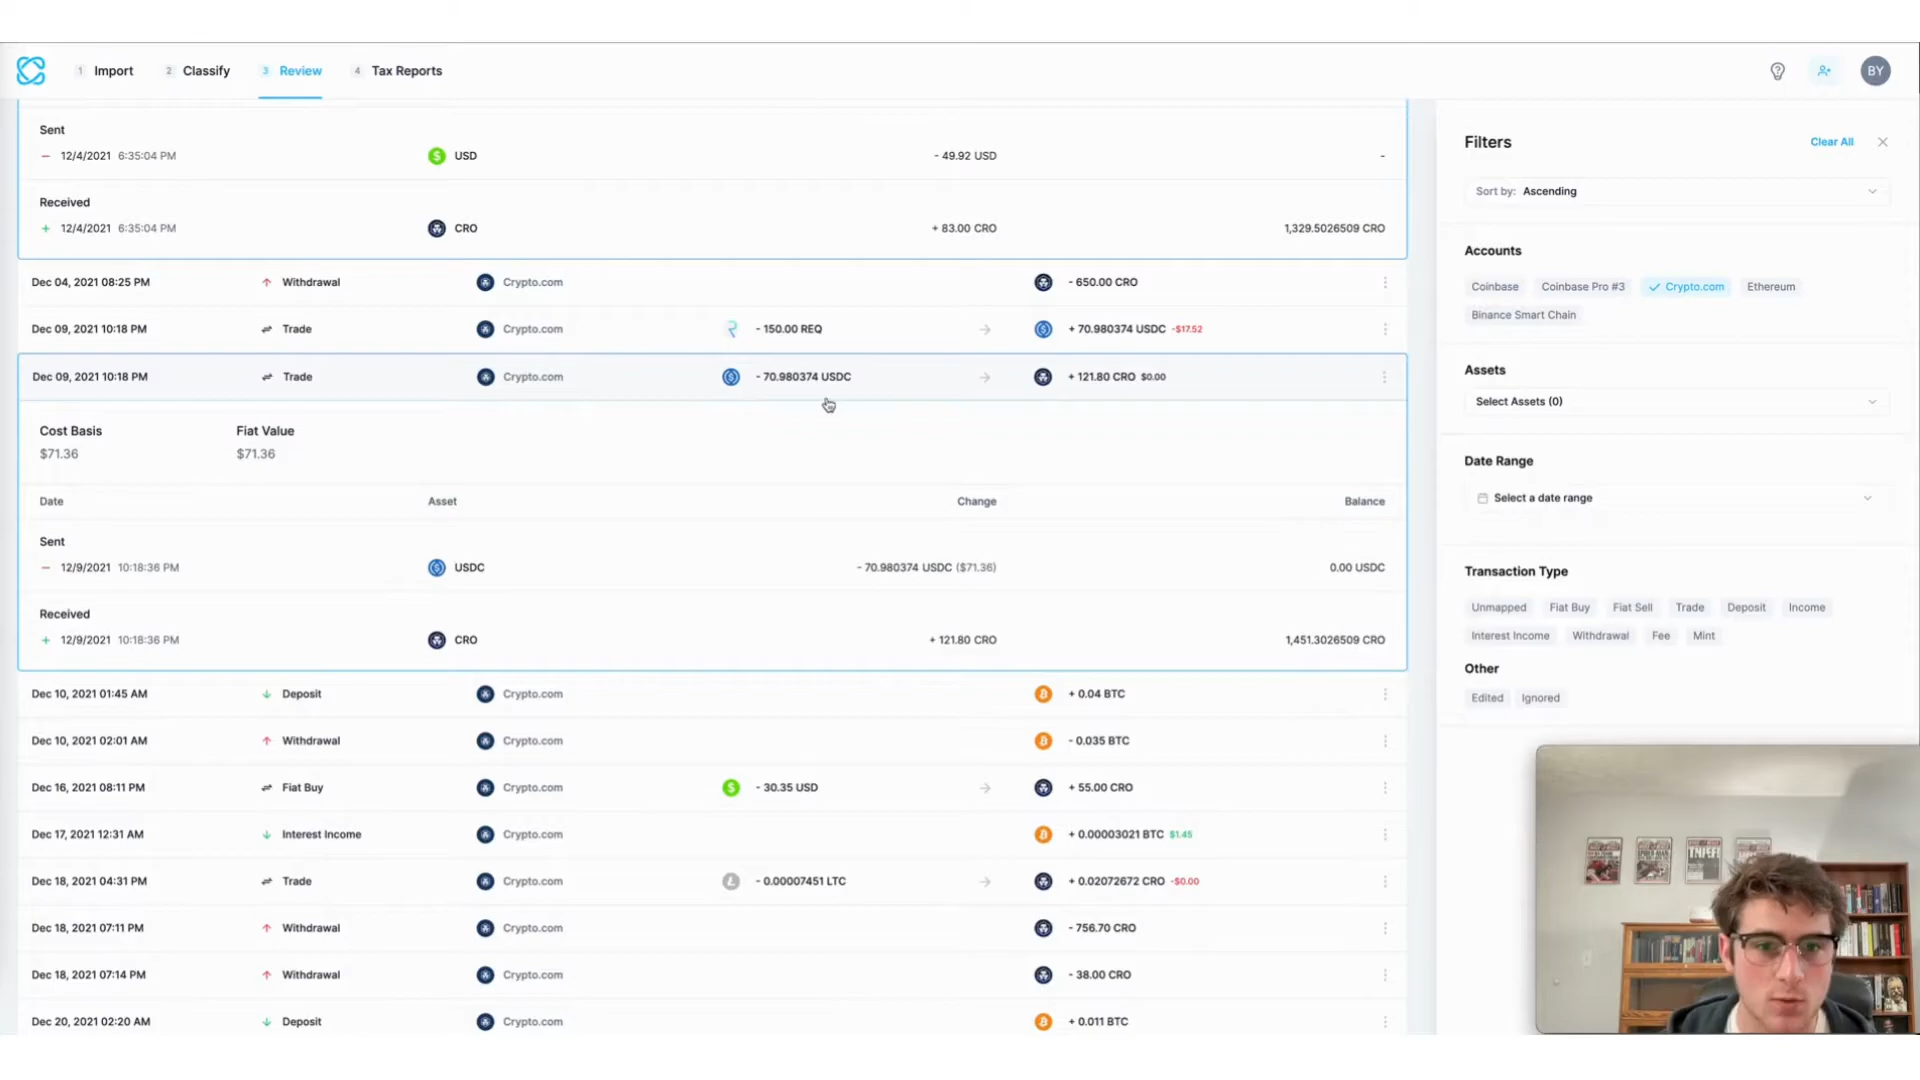 1 Import 2 Classify 3 Review 4 Tax Reports BY
Sent
− 12/4/2021 6:35:04 PM USD - 49.92 USD -
Received
+ 12/4/2021 6:35:04 PM CRO + 83.00 CRO 1,329.5026509 CRO
Dec 04, 2021 08:25 PM Withdrawal Crypto.com - 650.00 CRO
Dec 09, 2021 10:18 PM Trade Crypto.com - 150.00 REQ → + 70.980374 USDC -$17.52
Dec 09, 2021 10:18 PM Trade Crypto.com - 70.980374 USDC → + 121.80 CRO $0.00
Cost Basis Fiat Value
$71.36 $71.36
Date Asset Change Balance
Sent
− 12/9/2021 10:18:36 PM USDC - 70.980374 USDC ($71.36) 0.00 USDC
Received
+ 12/9/2021 10:18:36 PM CRO + 121.80 CRO 1,451.3026509 CRO
Dec 10, 2021 01:45 AM Deposit Crypto.com + 0.04 BTC
Dec 10, 2021 02:01 AM Withdrawal Crypto.com - 0.035 BTC
Dec 16, 2021 08:11 PM Fiat Buy Crypto.com - 30.35 USD → + 55.00 CRO
Dec 17, 2021 12:31 AM Interest Income Crypto.com + 0.00003021 BTC $1.45
Dec 18, 2021 04:31 PM Trade Crypto.com - 0.00007451 LTC → + 0.02072672 CRO -$0.00
Dec 18, 2021 07:11 PM Withdrawal Crypto.com - 756.70 CRO
Dec 18, 2021 07:14 PM Withdrawal Crypto.com - 38.00 CRO
Dec 20, 2021 02:20 AM Deposit Crypto.com + 0.011 BTC
Filters Clear All
Sort by: Ascending
Accounts
Coinbase Coinbase Pro #3 Crypto.com Ethereum
Binance Smart Chain
Assets
Select Assets (0)
Date Range
Select a date range
Transaction Type
Unmapped Fiat Buy Fiat Sell Trade Deposit Income
Interest Income Withdrawal Fee Mint
Other
Edited Ignored